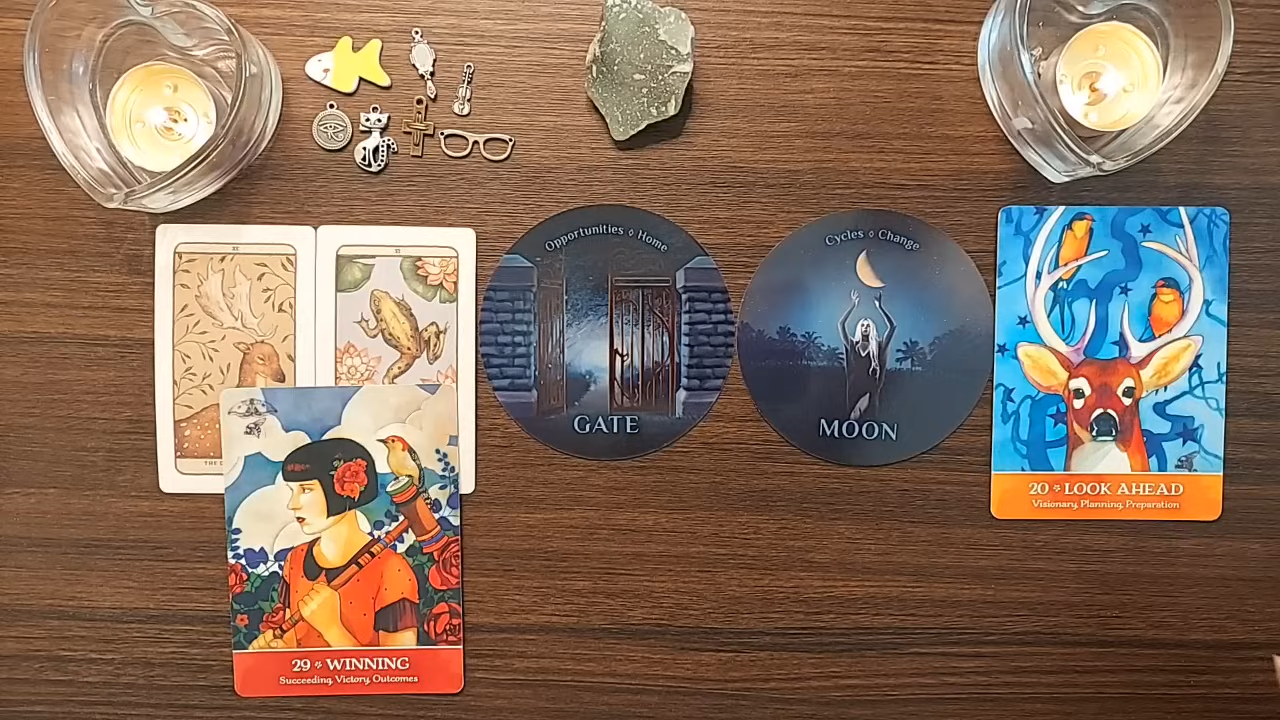 Opportunities ◊ Home
GATE
Cycles ◊ Change
MOON
20 * LOOK AHEAD
Visionary, Planning, Preparation
29 * WINNING
Succeeding, Victory, Outcomes